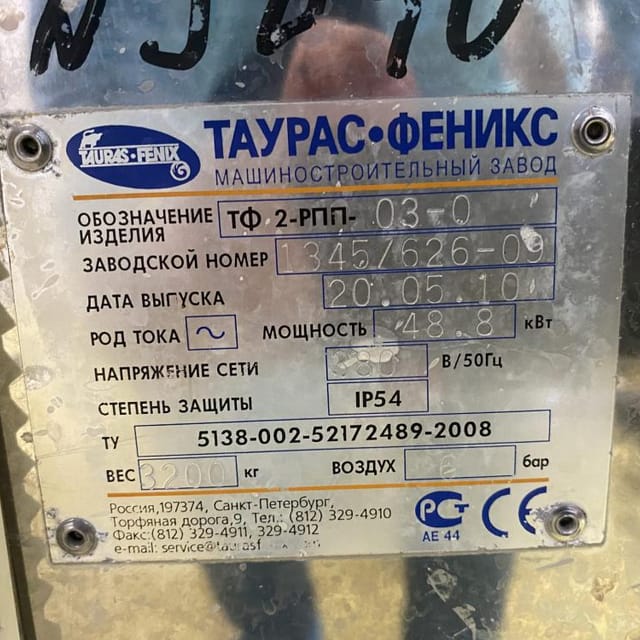 TAURAS-FENIX
ТАУРАС•ФЕНИКС
МАШИНОСТРОИТЕЛЬНЫЙ ЗАВОД
ОБОЗНАЧЕНИЕ ИЗДЕЛИЯ ТФ 2-РПП- 03-0
ЗАВОДСКОЙ НОМЕР 1345/626-09
ДАТА ВЫПУСКА 20.05.10
РОД ТОКА ~ МОЩНОСТЬ 48.8 кВт
НАПРЯЖЕНИЕ СЕТИ В/50Гц
СТЕПЕНЬ ЗАЩИТЫ IP54
ТУ 5138-002-52172489-2008
ВЕС 3200 кг ВОЗДУХ 6 бар
Россия,197374, Санкт-Петербург,
Торфяная дорога,9, Тел.: (812) 329-4910
Факс:(812) 329-4911, 329-4912
e-mail:
РСТ CE
АЕ 44